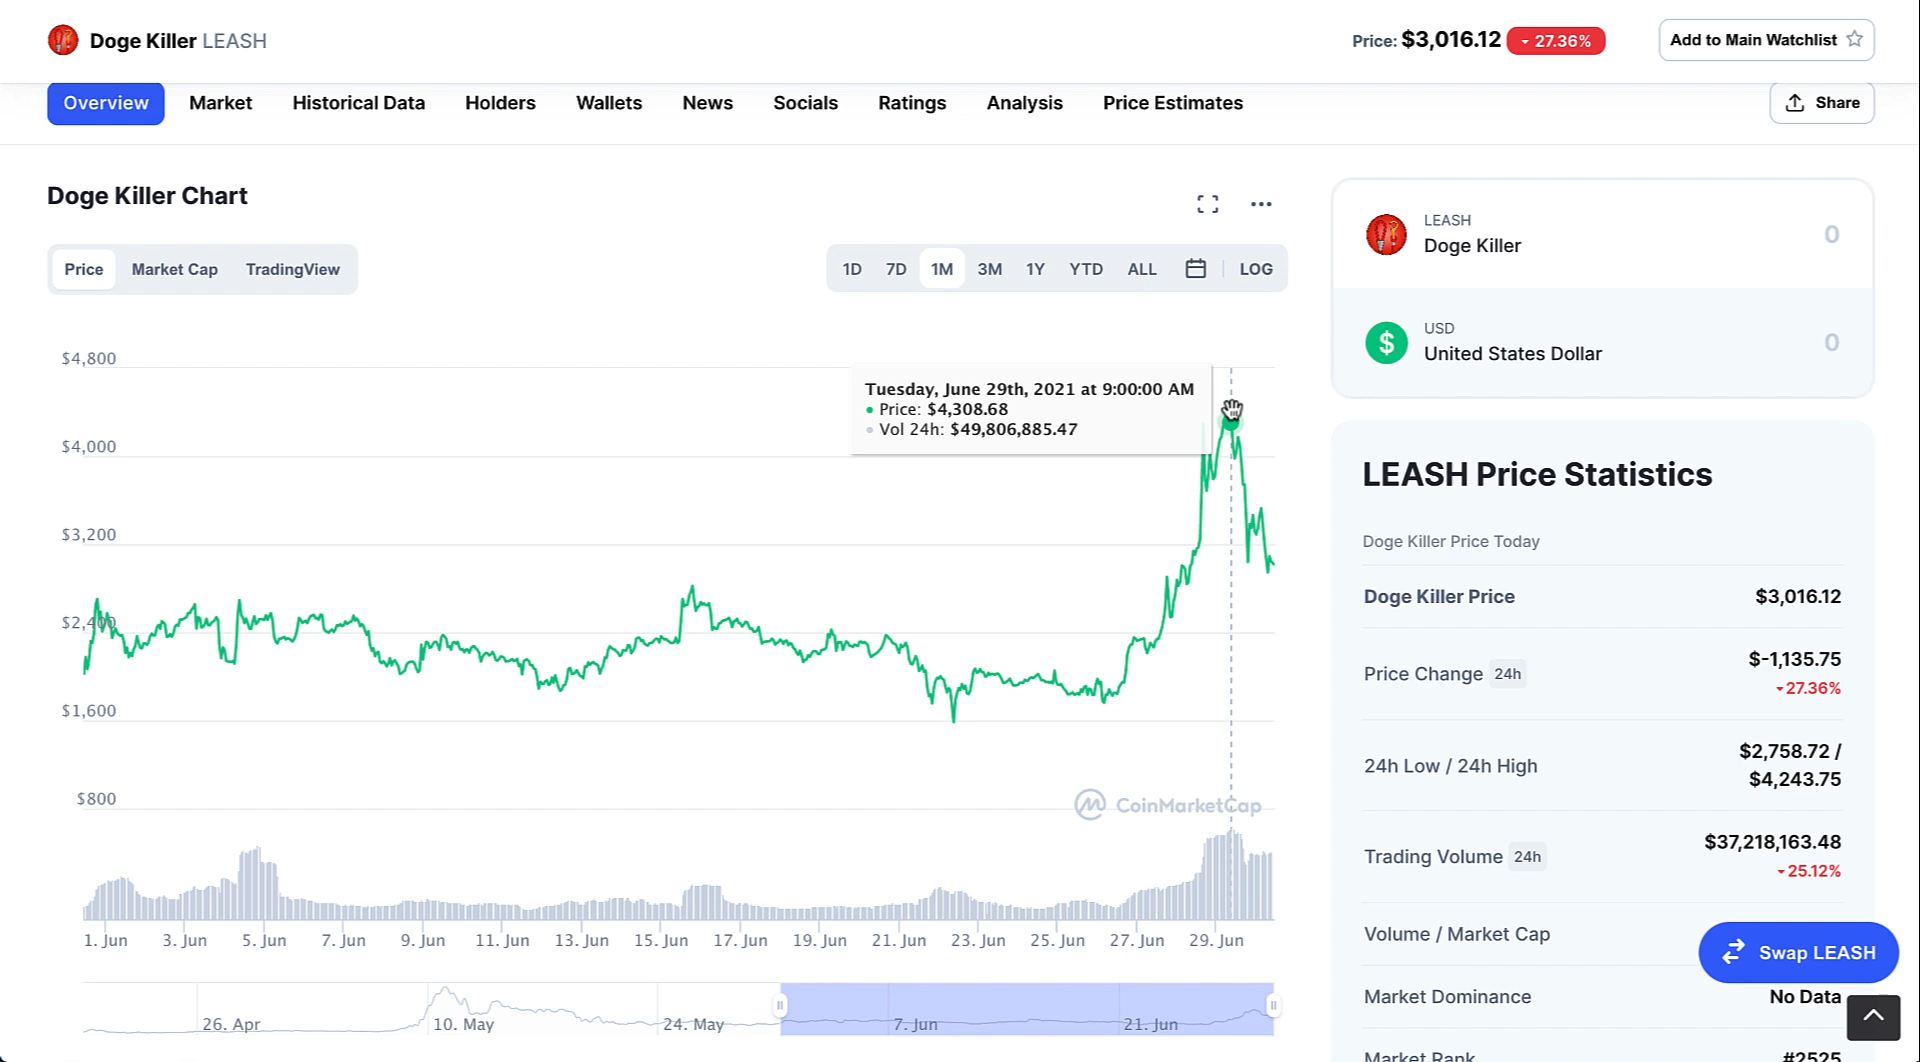 Doge Killer LEASH
Price: $3,016.12 27.36%
Add to Main Watchlist
Overview Market Historical Data Holders Wallets News Socials Ratings Analysis Price Estimates
Share
Doge Killer Chart
Price Market Cap TradingView
1D 7D 1M 3M 1Y YTD ALL LOG
$4,800
$4,000
$3,200
$2,400
$1,600
$800
Tuesday, June 29th, 2021 at 9:00:00 AM
Price: $4,308.68
Vol 24h: $49,806,885.47
CoinMarketCap
1. Jun 3. Jun 5. Jun 7. Jun 9. Jun 11. Jun 13. Jun 15. Jun 17. Jun 19. Jun 21. Jun 23. Jun 25. Jun 27. Jun 29. Jun
26. Apr 10. May 24. May 7. Jun 21. Jun
LEASH
Doge Killer
0
USD
United States Dollar
0
LEASH Price Statistics
Doge Killer Price Today
Doge Killer Price $3,016.12
Price Change 24h $-1,135.75
27.36%
24h Low / 24h High $2,758.72 /
$4,243.75
Trading Volume 24h $37,218,163.48
25.12%
Volume / Market Cap
Swap LEASH
Market Dominance No Data
Market Rank #2525